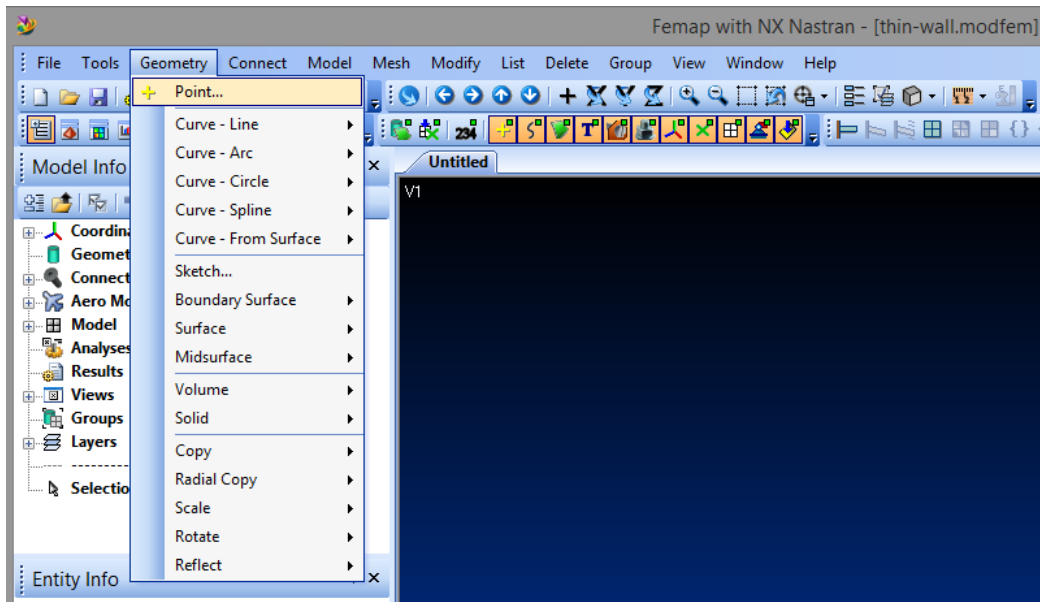 Femap with NX Nastran - [thin-wall.modfem]
File Tools Geometry Connect Model Mesh Modify List Delete Group View Window Help
Point...
Curve - Line
234
Curve - Arc
Model Info
Untitled
Curve - Circle
V1
Curve - Spline
Coordin
Curve - From Surface
Geomet
Sketch...
Connect
Boundary Surface
Aero Mo
Surface
Model
Analyses
Midsurface
Results
Volume
Views
Solid
Groups
Layers
Copy
Radial Copy
Selectio
Scale
Rotate
Reflect
Entity Info